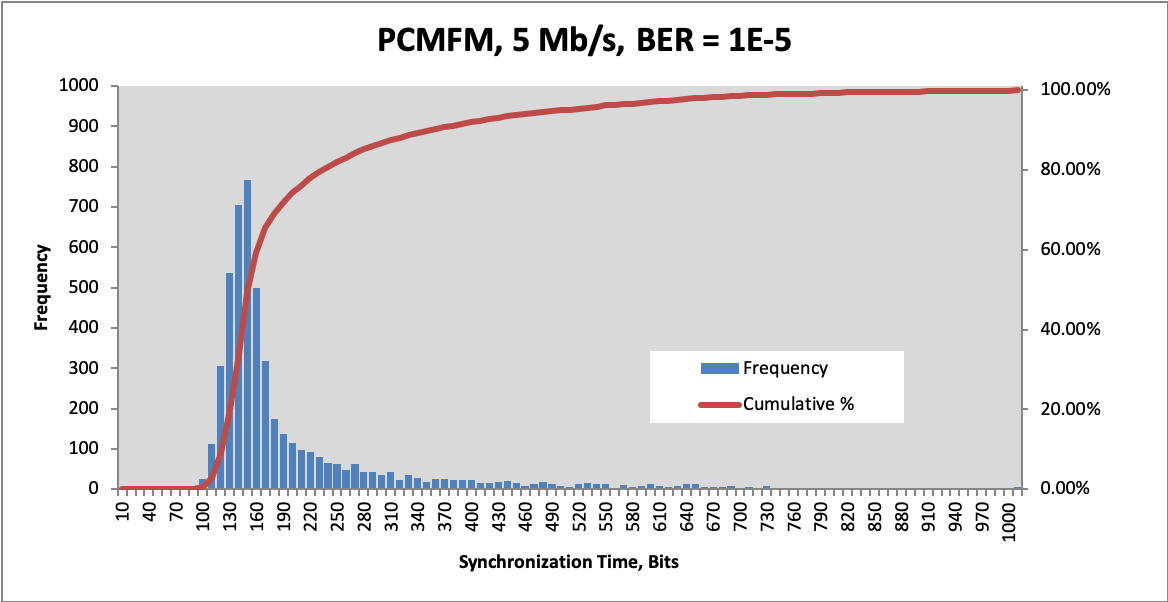 PCMFM, 5 Mb/s, BER = 1E-5
1000
900
800
700
600
500
400
300
200
100
0
Frequency
100.00%
80.00%
60.00%
40.00%
20.00%
0.00%
Frequency
Cumulative %
10 40 70 100 130 160 190 220 250 280 310 340 370 400 430 460 490 520 550 580 610 640 670 700 730 760 790 820 850 880 910 940 970 1000
Synchronization Time, Bits